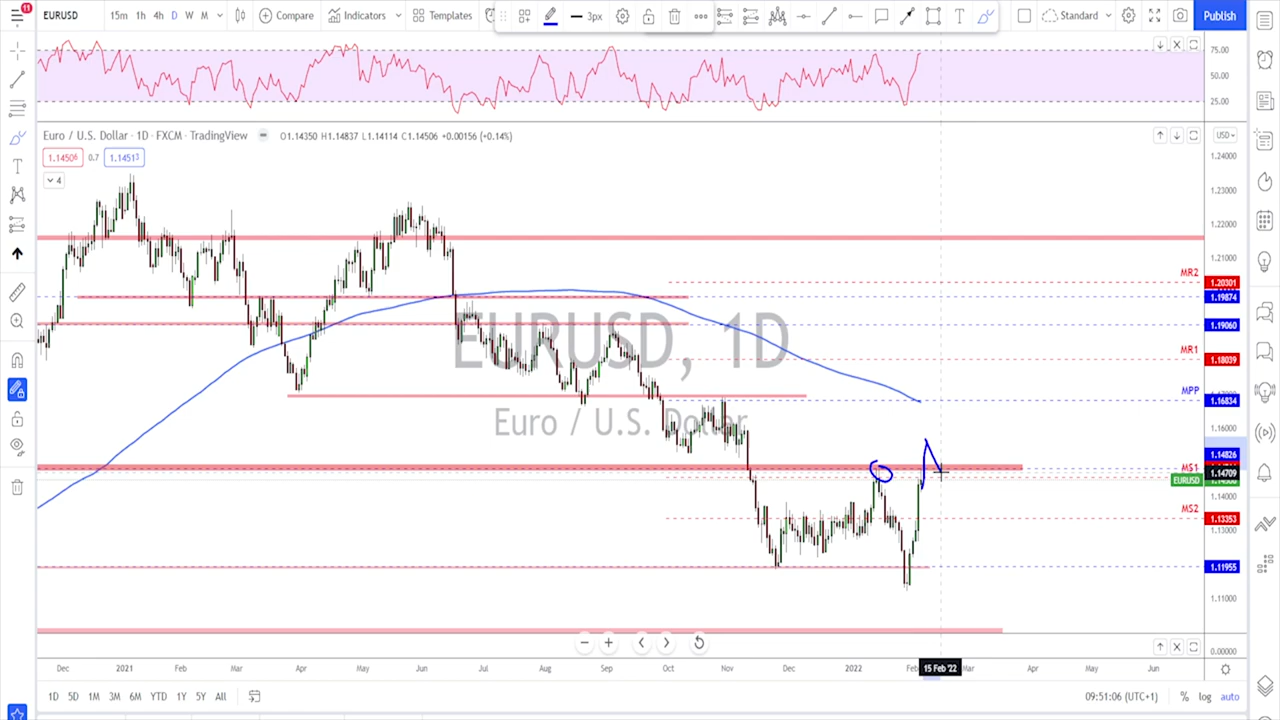 11
EURUSD 15m 1h 4h D W M Compare Indicators Templates 3px Standard Publish
75.00
50.00
25.00
Euro / U.S. Dollar · 1D · FXCM · TradingView O1.14350 H1.14837 L1.14114 C1.14506 +0.00156 (+0.14%)
USD
1.14506 0.7 1.14513
4
1.24000
1.23000
1.22000
1.21000
MR2 1.20301
1.19874
1.19060
EURUSD, 1D
MR1 1.18039
MPP 1.16834
Euro / U.S. Dollar
1.16000
1.14826
MS1
1.14709
EURUSD
1.14000
MS2 1.13353
1.13000
1.11955
1.11000
0.00000
Dec 2021 Feb Mar Apr May Jun Jul Aug Sep Oct Nov Dec 2022 Feb 15 Feb '22 Mar Apr May Jun
1D 5D 1M 3M 6M YTD 1Y 5Y All 09:51:06 (UTC+1) % log auto